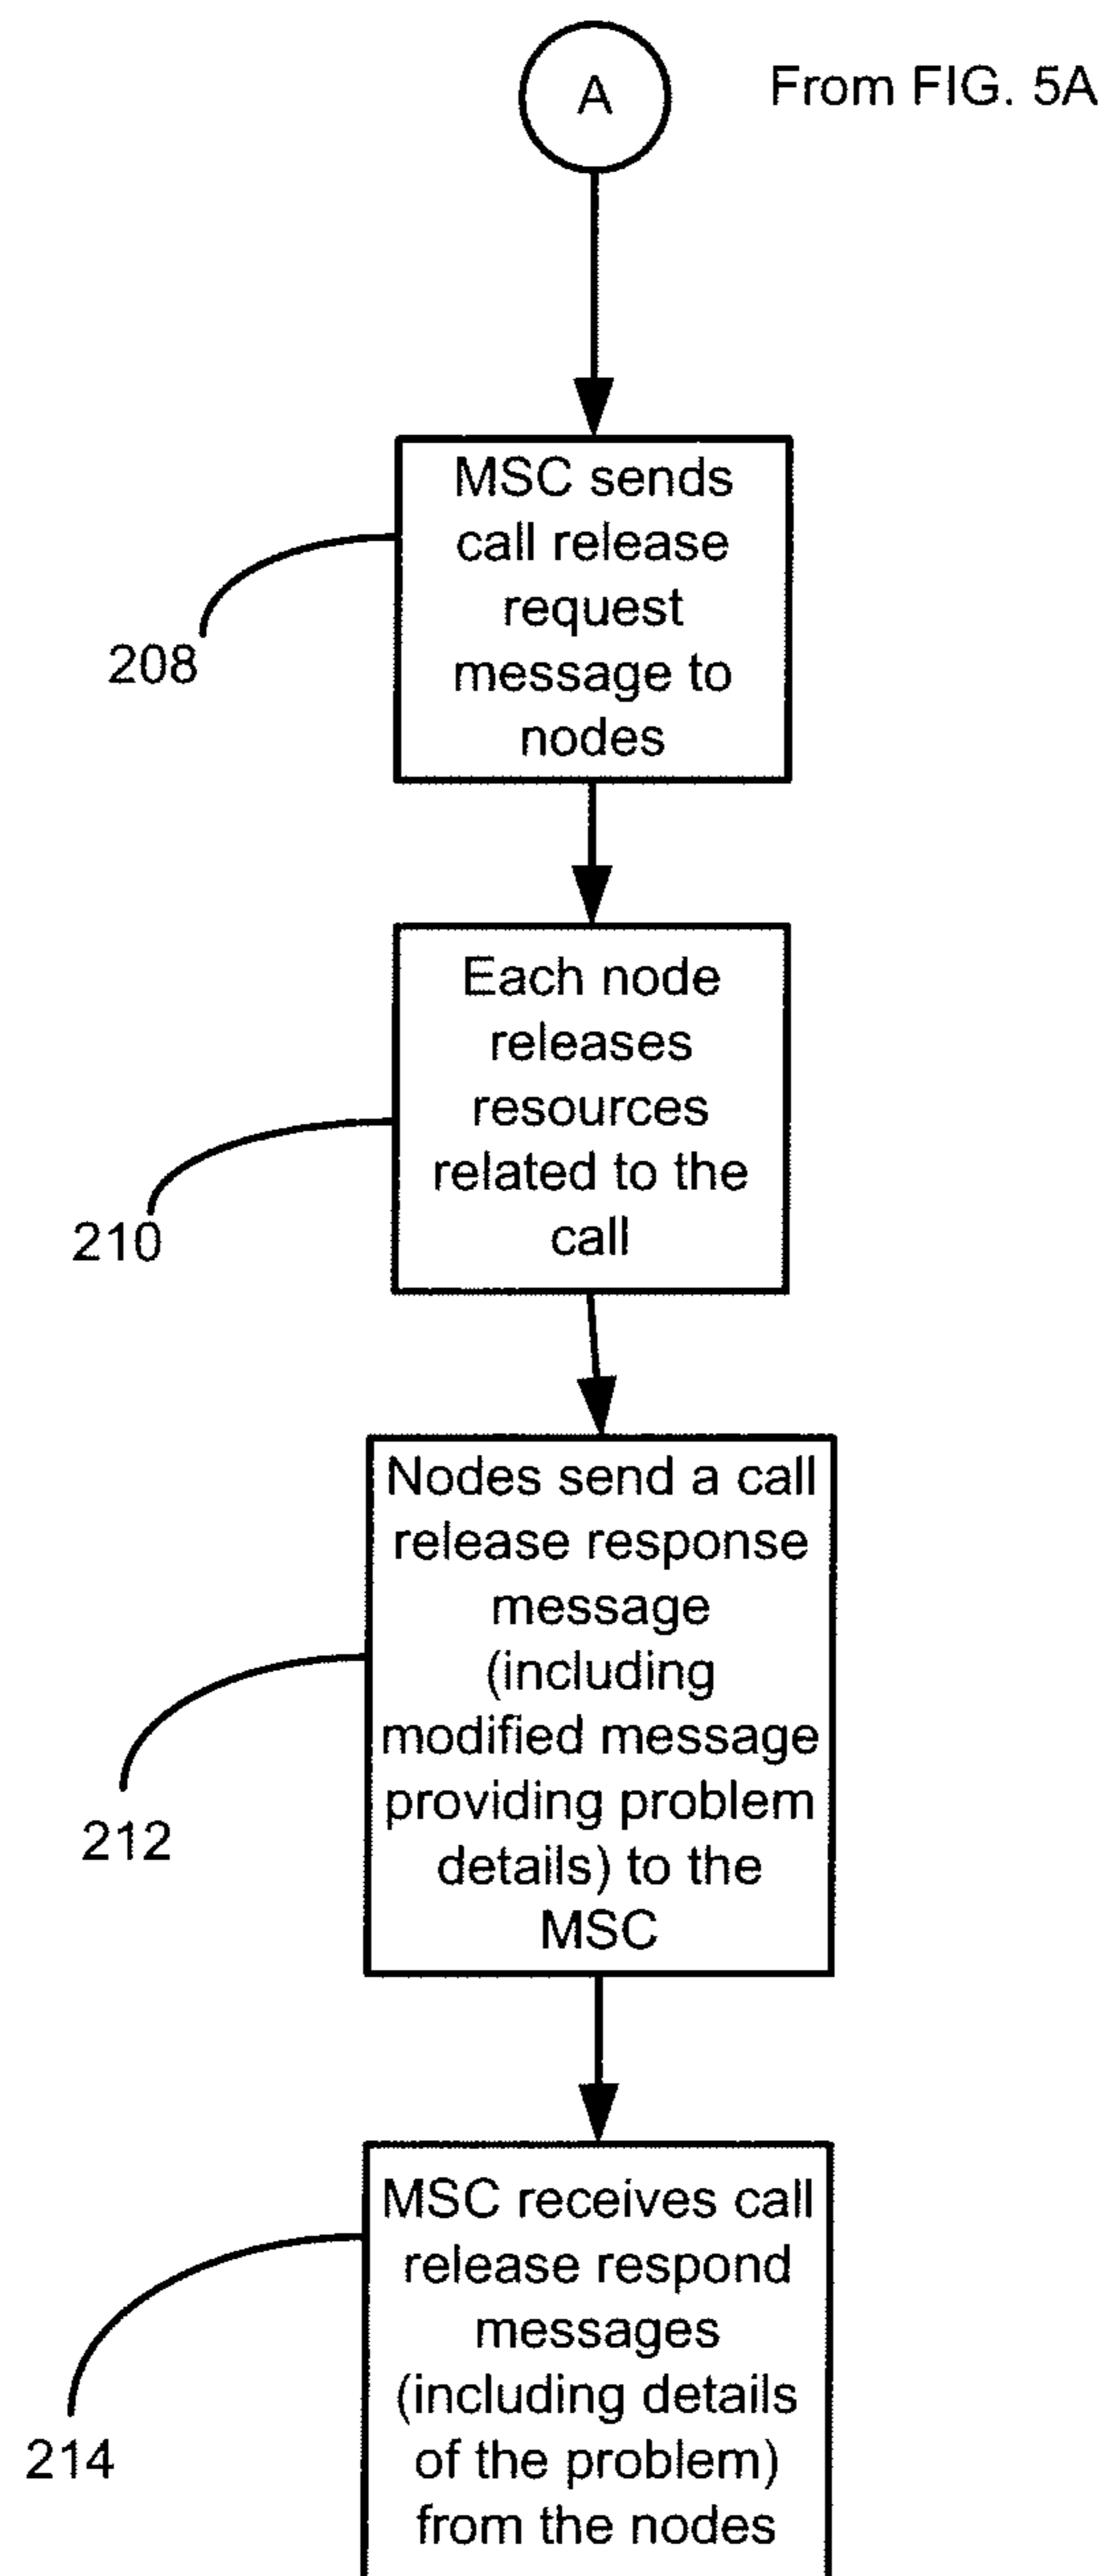 A
From FIG. 5A
MSC sends
call release
request
message to
nodes
208
Each node
releases
resources
related to the
call
210
Nodes send a call
release response
message
(including
modified message
providing problem
details) to the
MSC
212
MSC receives call
release respond
messages
(including details
of the problem)
from the nodes
214